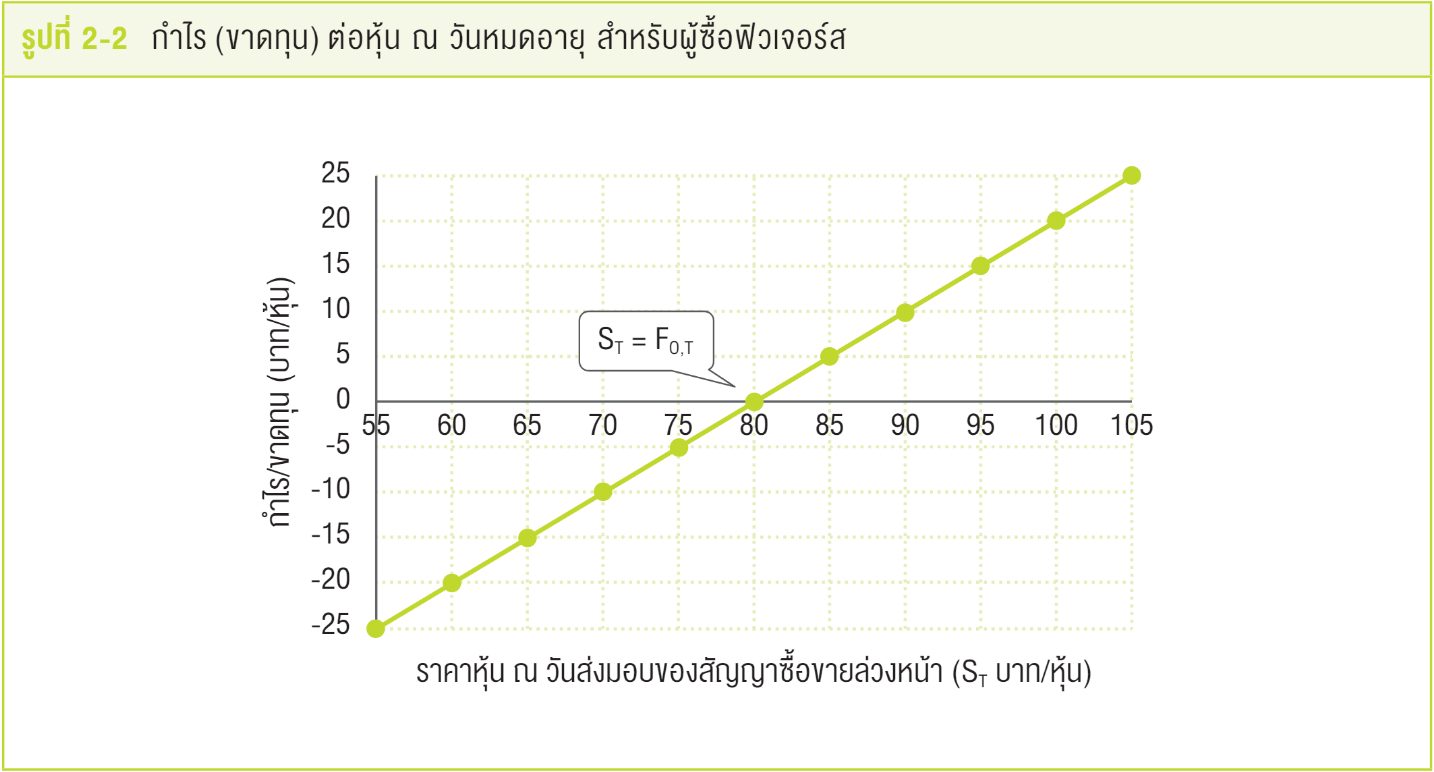 รูปที่ 2-2 กำไร (ขาดทุน) ต่อหุ้น ณ วันหมดอายุ สำหรับผู้ซื้อฟิวเจอร์ส
กำไร/ขาดทุน (บาท/หุ้น)
25
20
15
10
5
0
-5
-10
-15
-20
-25
S_T = F_0,T
55 60 65 70 75 80 85 90 95 100 105
ราคาหุ้น ณ วันส่งมอบของสัญญาซื้อขายล่วงหน้า (S_T บาท/หุ้น)